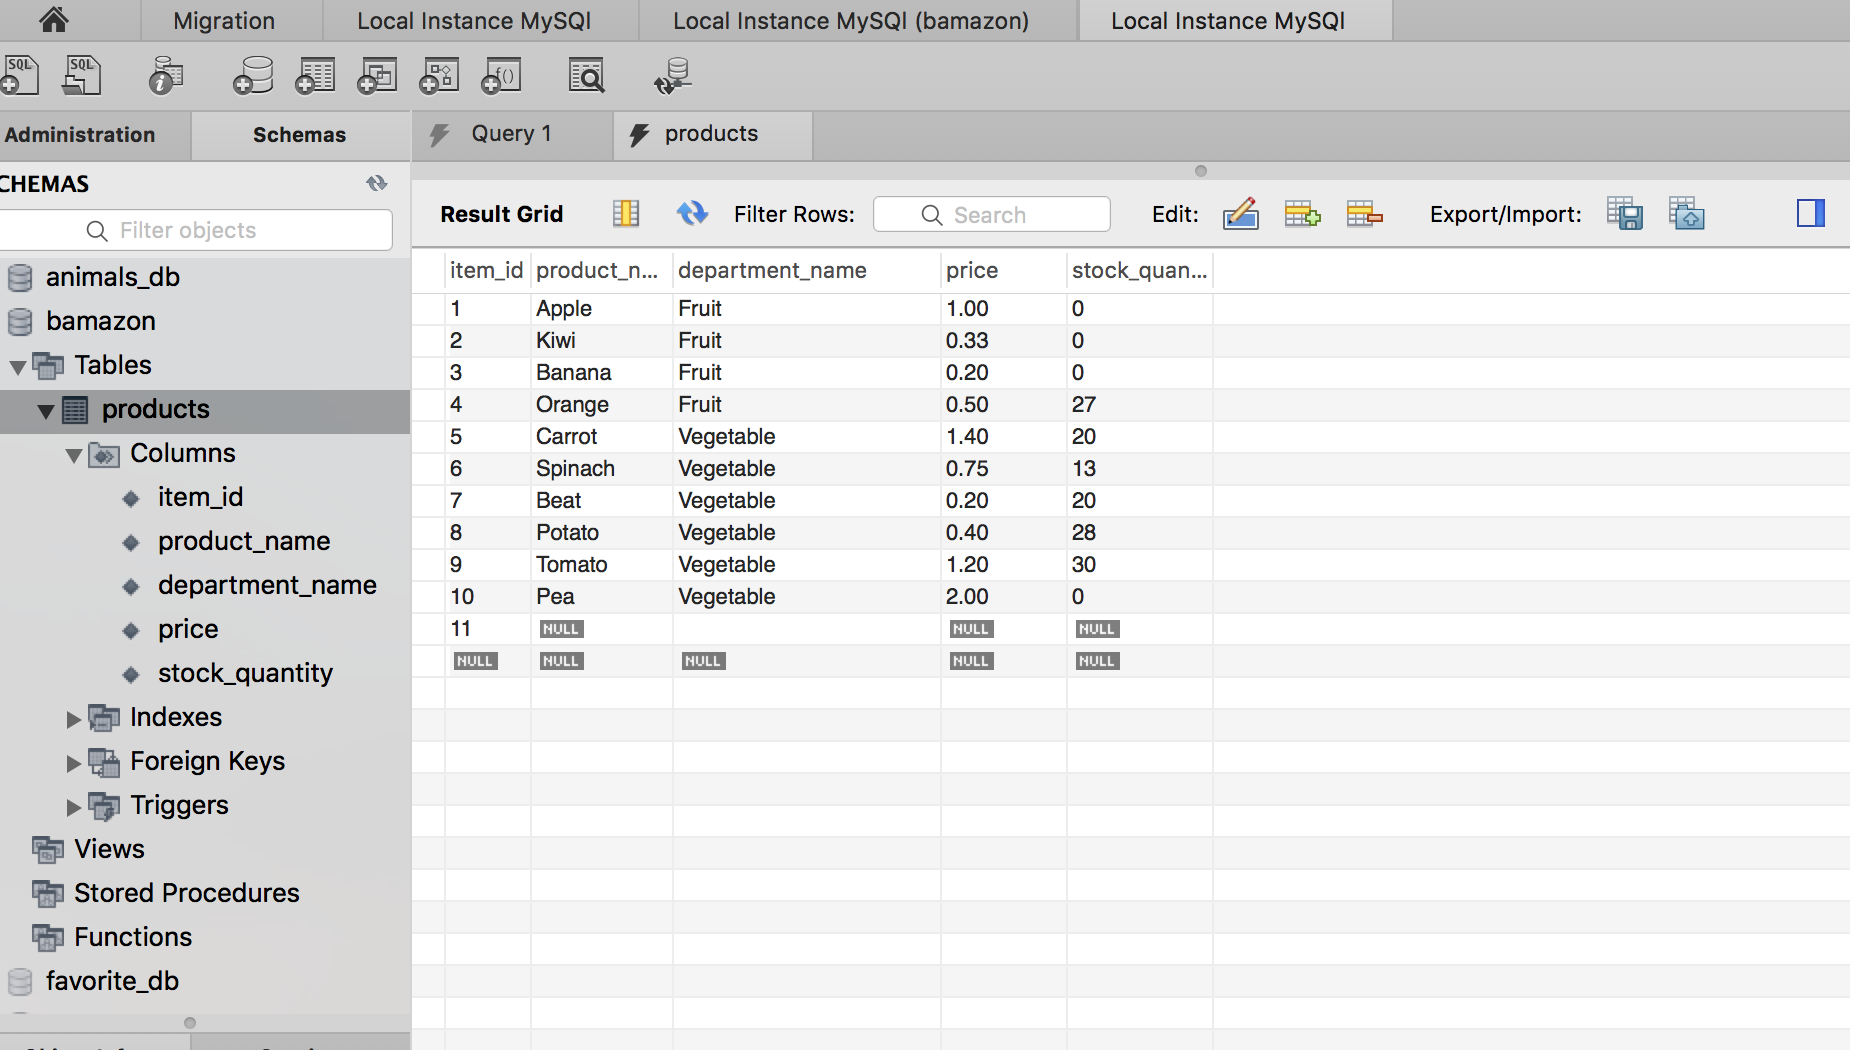 Migration Local Instance MySQl Local Instance MySQl (bamazon) Local Instance MySQl
SQL SQL
Administration Schemas Query 1 products
CHEMAS
Filter objects
Result Grid Filter Rows: Search Edit: Export/Import:
animals_db
bamazon
Tables
products
Columns
item_id
product_name
department_name
price
stock_quantity
Indexes
Foreign Keys
Triggers
Views
Stored Procedures
Functions
favorite_db
item_id product_n... department_name price stock_quan...
1 Apple Fruit 1.00 0
2 Kiwi Fruit 0.33 0
3 Banana Fruit 0.20 0
4 Orange Fruit 0.50 27
5 Carrot Vegetable 1.40 20
6 Spinach Vegetable 0.75 13
7 Beat Vegetable 0.20 20
8 Potato Vegetable 0.40 28
9 Tomato Vegetable 1.20 30
10 Pea Vegetable 2.00 0
11 NULL NULL NULL
NULL NULL NULL NULL NULL